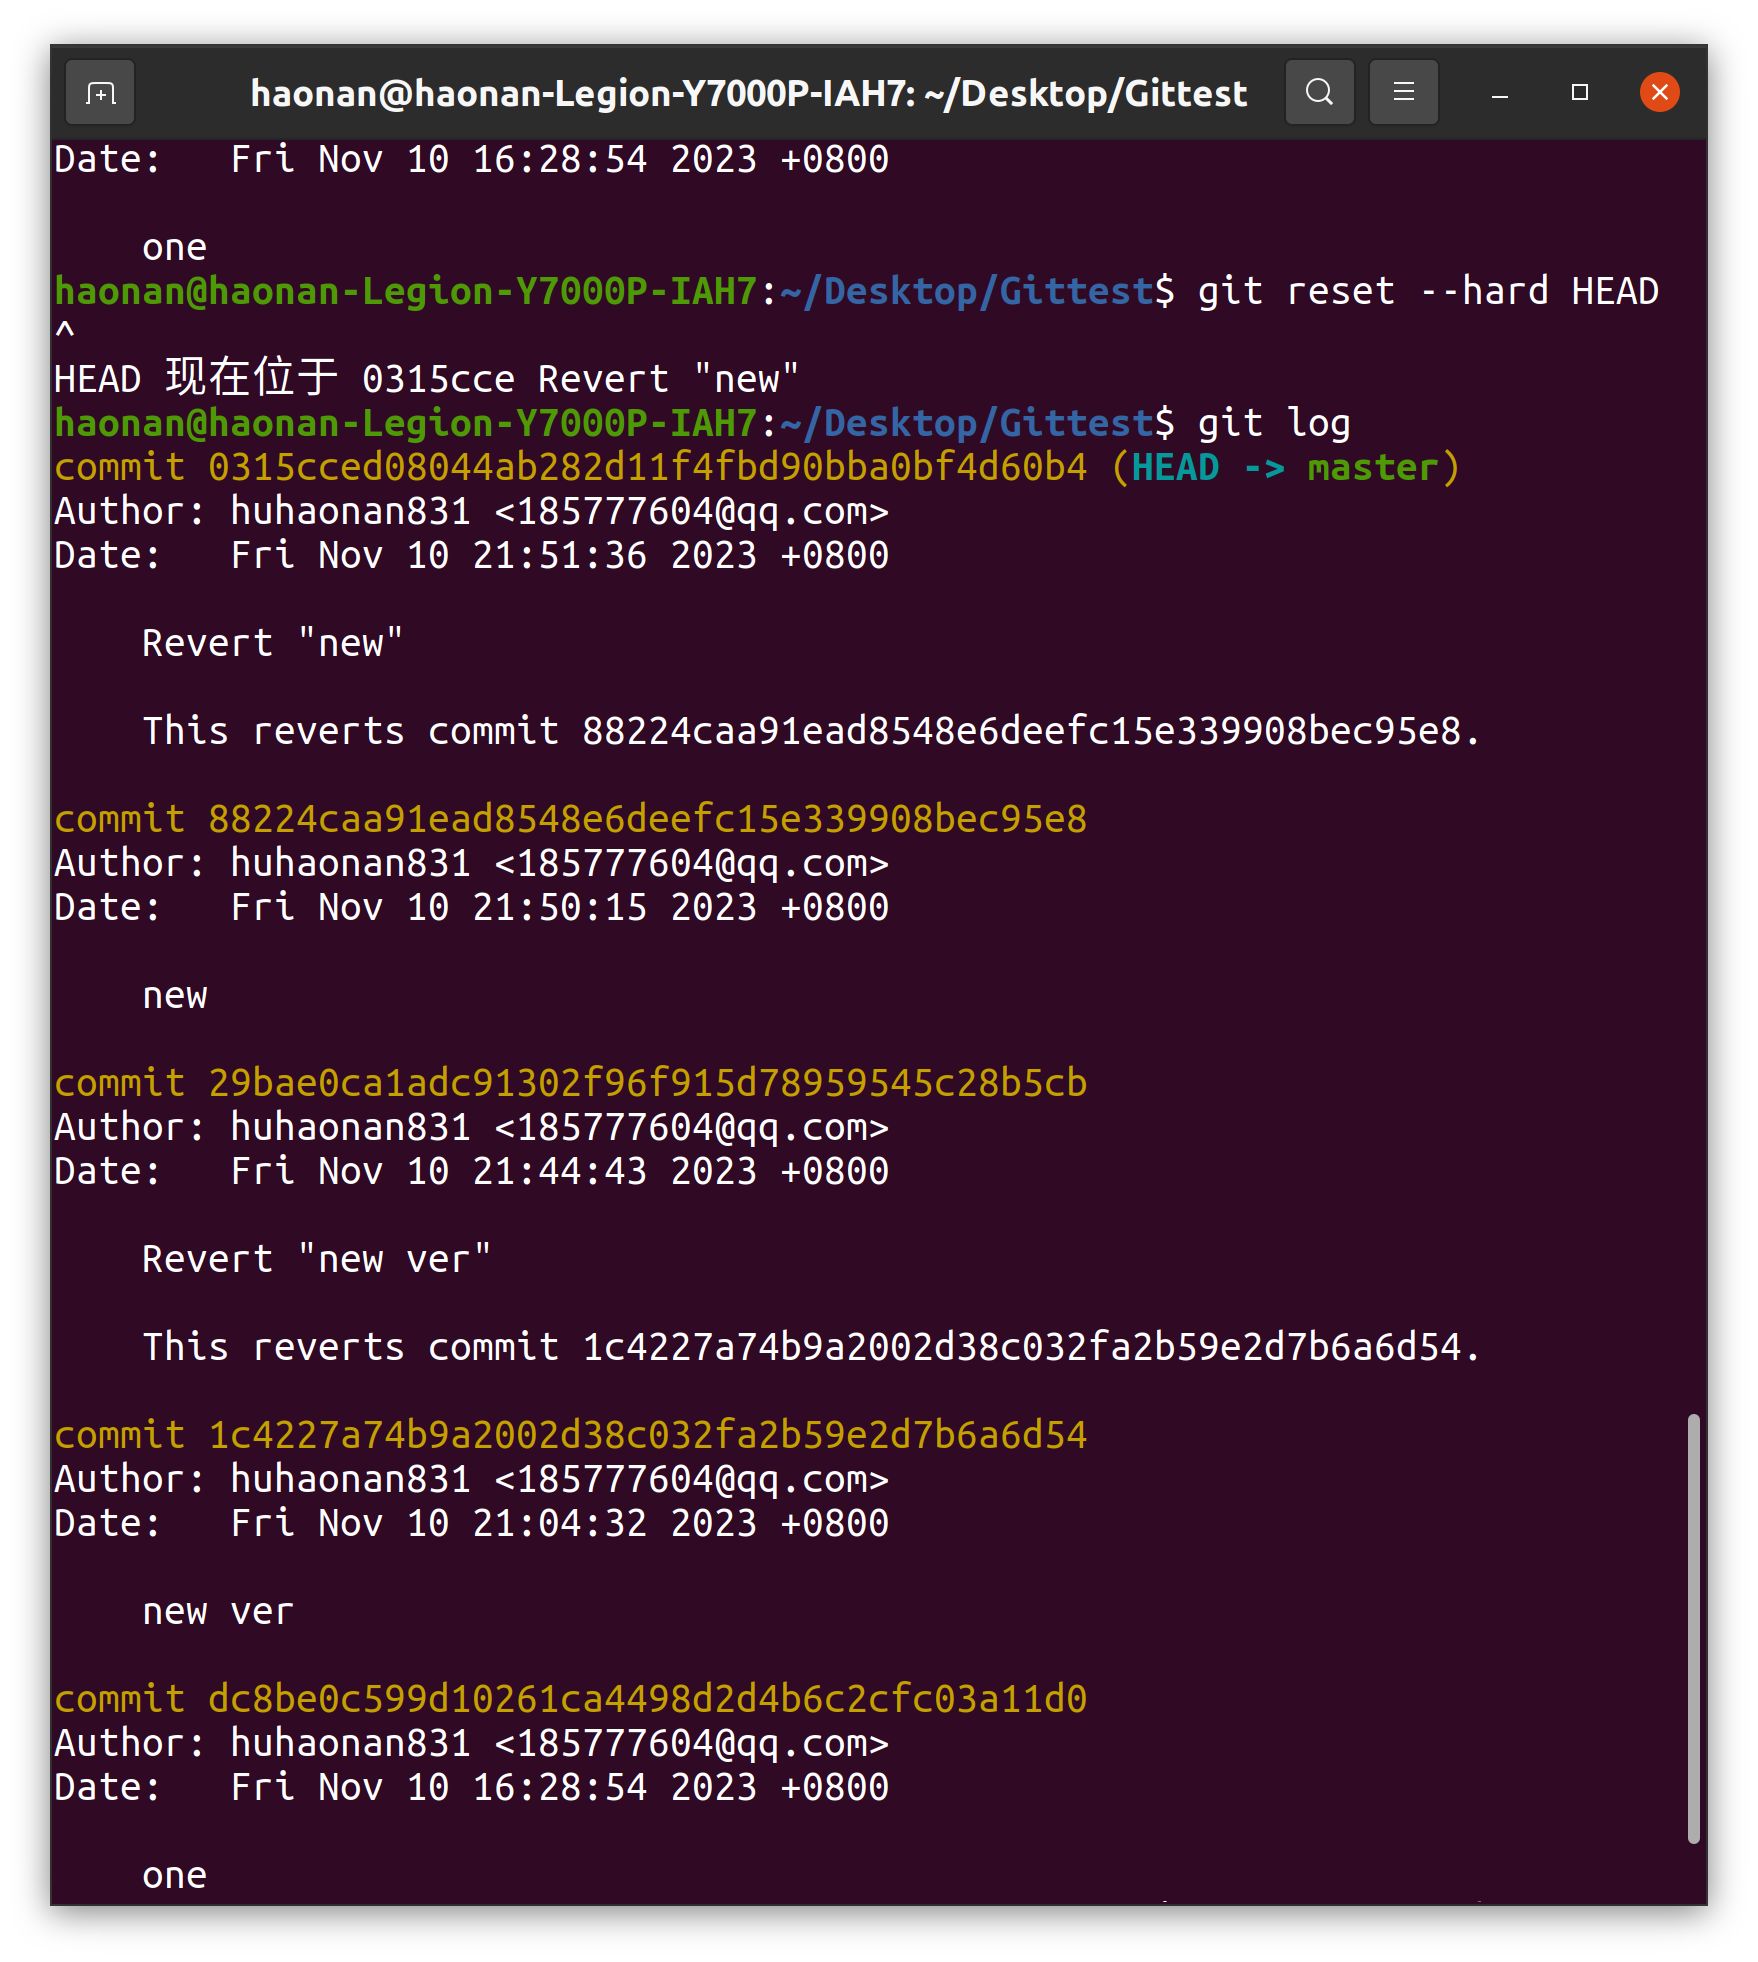 haonan@haonan-Legion-Y7000P-IAH7: ~/Desktop/Gittest
Date:   Fri Nov 10 16:28:54 2023 +0800
    one
haonan@haonan-Legion-Y7000P-IAH7:~/Desktop/Gittest$ git reset --hard HEAD
^
HEAD 现在位于 0315cce Revert "new"
haonan@haonan-Legion-Y7000P-IAH7:~/Desktop/Gittest$ git log
commit 0315cced08044ab282d11f4fbd90bba0bf4d60b4 (HEAD -> master)
Author: huhaonan831 <185777604@qq.com>
Date:   Fri Nov 10 21:51:36 2023 +0800
    Revert "new"
    This reverts commit 88224caa91ead8548e6deefc15e339908bec95e8.
commit 88224caa91ead8548e6deefc15e339908bec95e8
Author: huhaonan831 <185777604@qq.com>
Date:   Fri Nov 10 21:50:15 2023 +0800
    new
commit 29bae0ca1adc91302f96f915d78959545c28b5cb
Author: huhaonan831 <185777604@qq.com>
Date:   Fri Nov 10 21:44:43 2023 +0800
    Revert "new ver"
    This reverts commit 1c4227a74b9a2002d38c032fa2b59e2d7b6a6d54.
commit 1c4227a74b9a2002d38c032fa2b59e2d7b6a6d54
Author: huhaonan831 <185777604@qq.com>
Date:   Fri Nov 10 21:04:32 2023 +0800
    new ver
commit dc8be0c599d10261ca4498d2d4b6c2cfc03a11d0
Author: huhaonan831 <185777604@qq.com>
Date:   Fri Nov 10 16:28:54 2023 +0800
    one